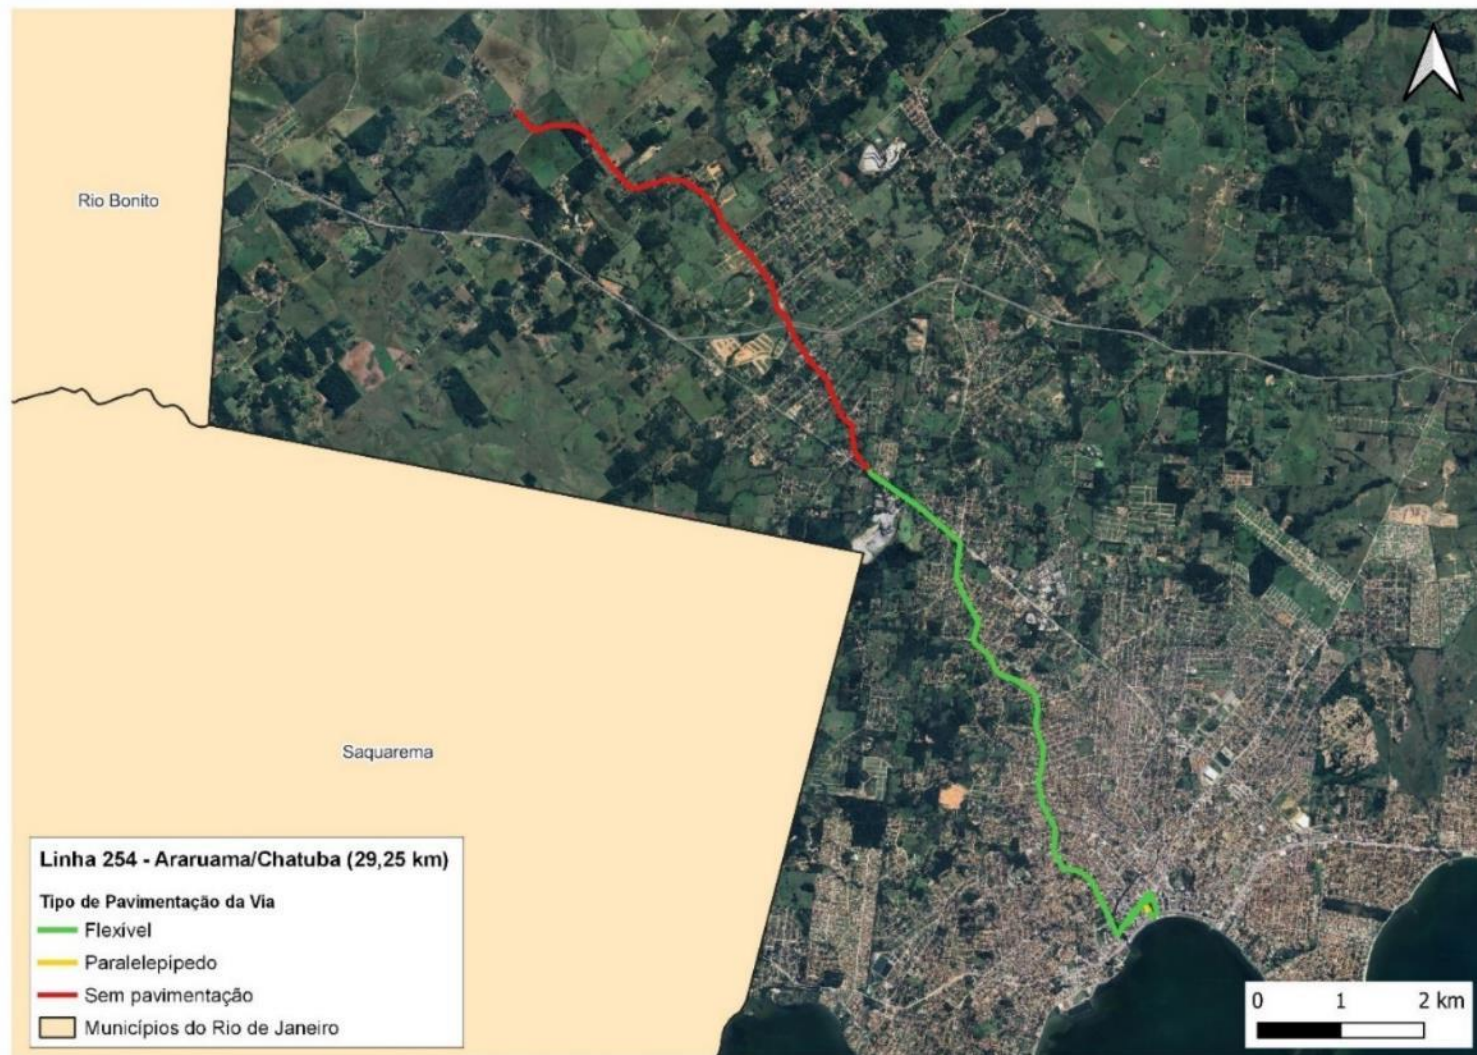 Rio Bonito
Saquarema
Linha 254 - Araruama/Chatuba (29,25 km)
Tipo de Pavimentação da Via
Flexível
Paralelepipedo
Sem pavimentação
Municípios do Rio de Janeiro
0 1 2 km